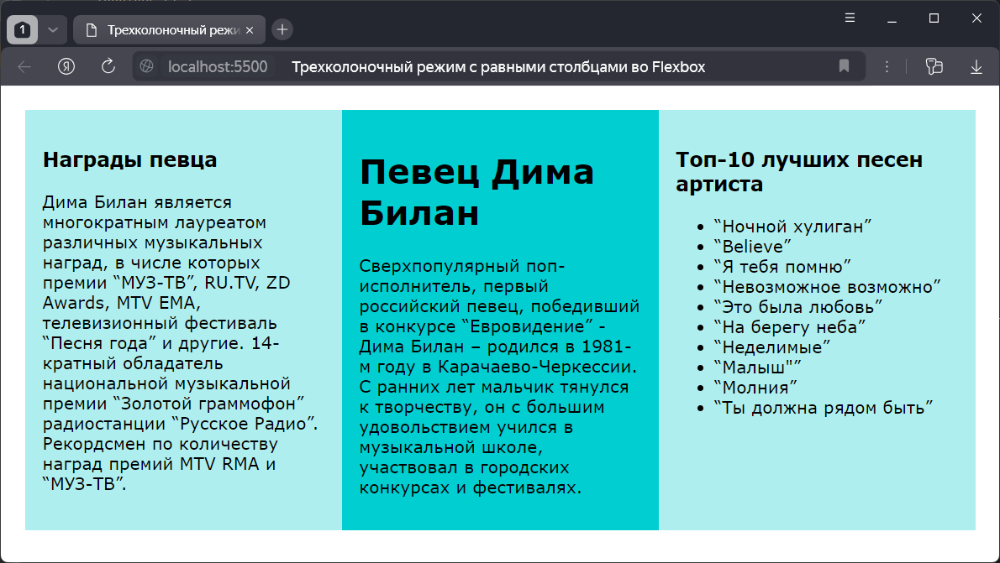 1
Трехколоночный режи
localhost:5500 Трехколоночный режим с равными столбцами во Flexbox
Награды певца
Дима Билан является
многократным лауреатом
различных музыкальных
наград, в числе которых
премии “МУЗ-ТВ”, RU.TV, ZD
Awards, MTV EMA,
телевизионный фестиваль
“Песня года” и другие. 14-
кратный обладатель
национальной музыкальной
премии “Золотой граммофон”
радиостанции “Русское Радио”.
Рекордсмен по количеству
наград премий MTV RMA и
“МУЗ-ТВ”.
Певец Дима
Билан
Сверхпопулярный поп-
исполнитель, первый
российский певец, победивший
в конкурсе “Евровидение” -
Дима Билан – родился в 1981-
м году в Карачаево-Черкессии.
С ранних лет мальчик тянулся
к творчеству, он с большим
удовольствием учился в
музыкальной школе,
участвовал в городских
конкурсах и фестивалях.
Топ-10 лучших песен
артиста
• “Ночной хулиган”
• “Believe”
• “Я тебя помню”
• “Невозможное возможно”
• “Это была любовь”
• “На берегу неба”
• “Неделимые”
• “Малыш"”
• “Молния”
• “Ты должна рядом быть”